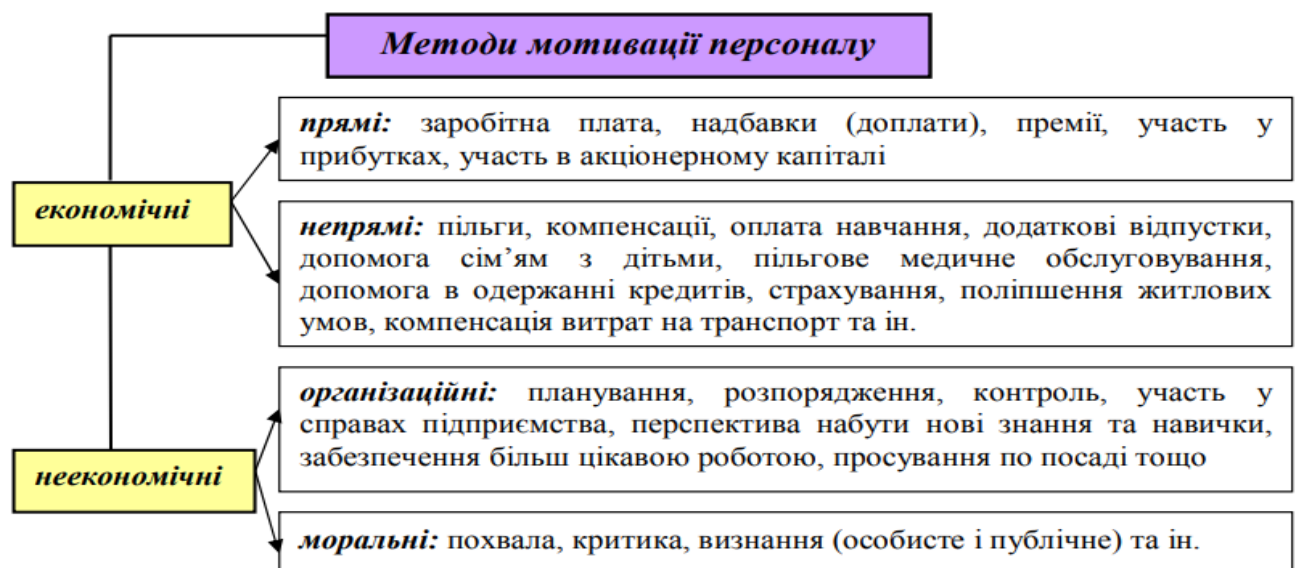 Методи мотивації персоналу
економічні
прямі: заробітна плата, надбавки (доплати), премії, участь у
прибутках, участь в акціонерному капіталі
непрямі: пільги, компенсації, оплата навчання, додаткові відпустки,
допомога сім’ям з дітьми, пільгове медичне обслуговування,
допомога в одержанні кредитів, страхування, поліпшення житлових
умов, компенсація витрат на транспорт та ін.
неекономічні
організаційні: планування, розпорядження, контроль, участь у
справах підприємства, перспектива набути нові знання та навички,
забезпечення більш цікавою роботою, просування по посаді тощо
моральні: похвала, критика, визнання (особисте і публічне) та ін.